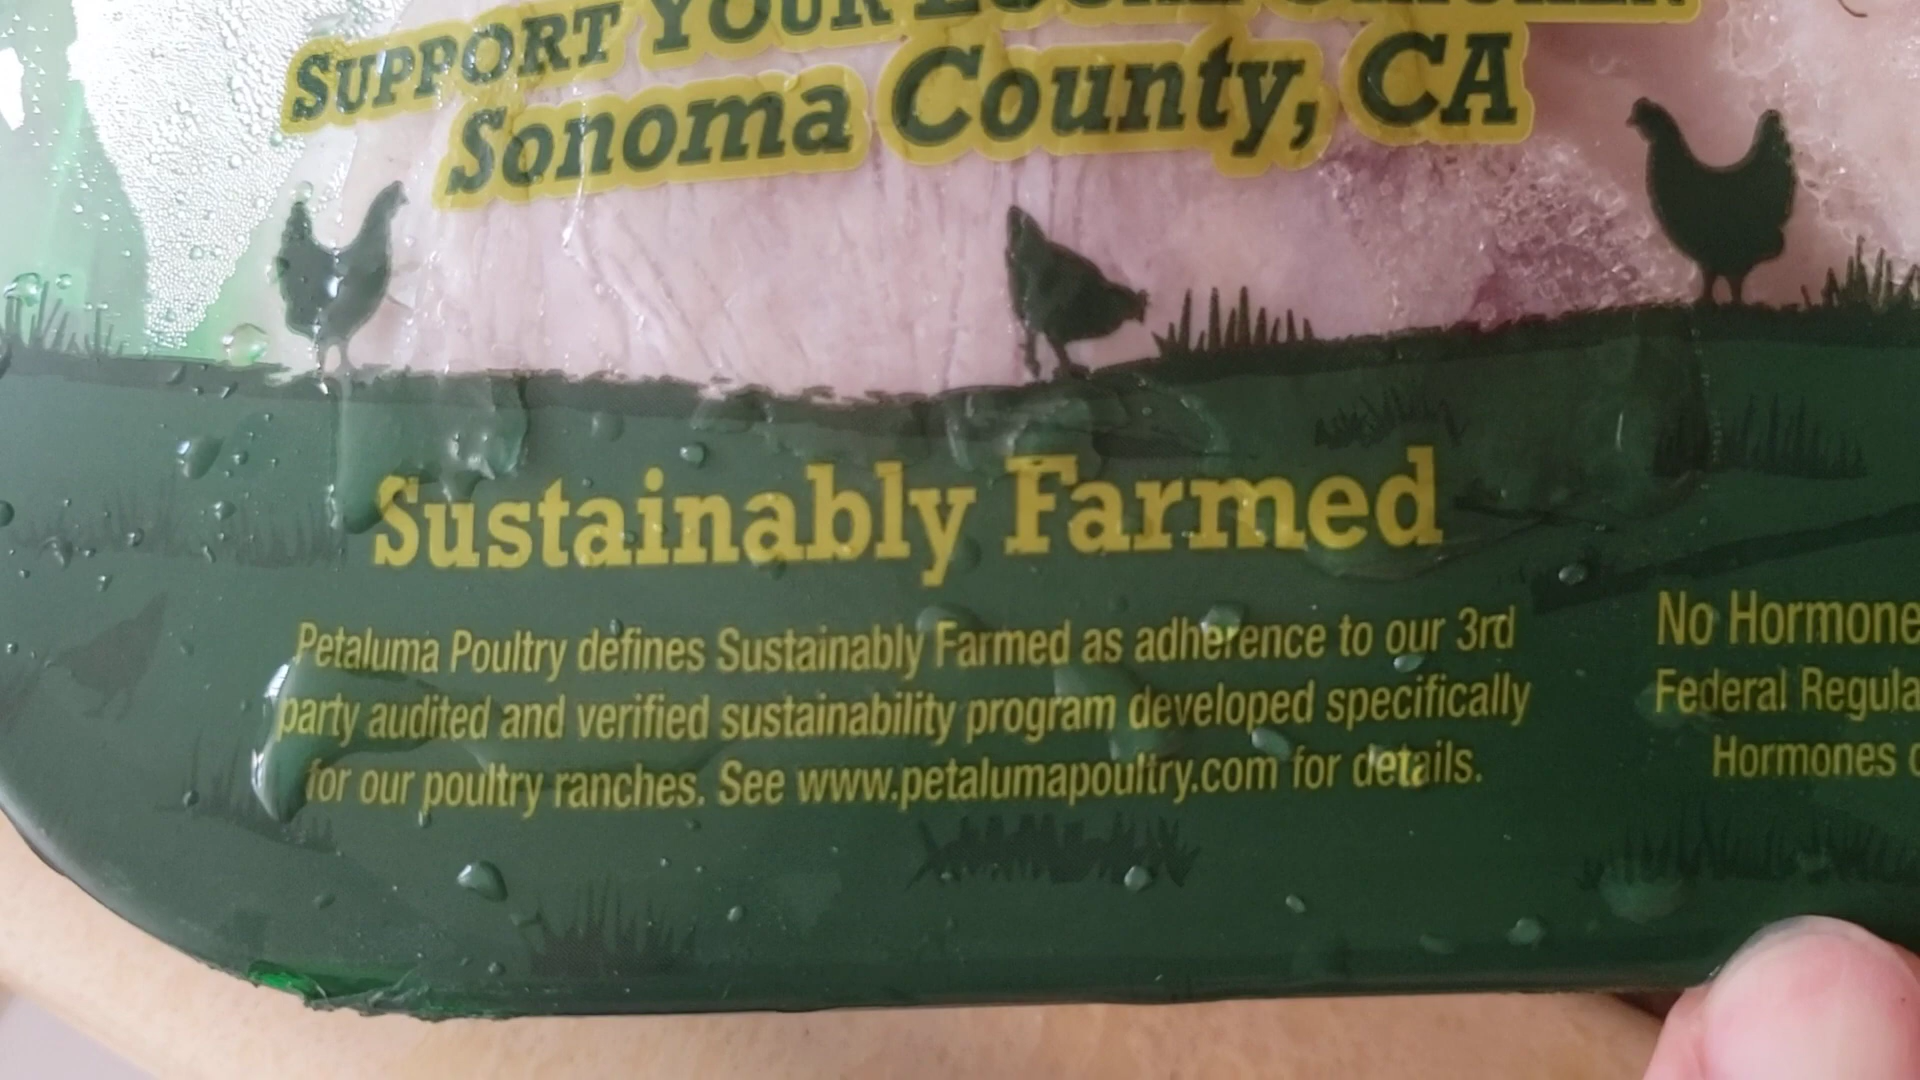 SUPPORT YOUR LOCAL CHICKEN
Sonoma County, CA
Sustainably Farmed
Petaluma Poultry defines Sustainably Farmed as adherence to our 3rd
party audited and verified sustainability program developed specifically
for our poultry ranches. See www.petalumapoultry.com for details.
No Hormone
Federal Regula
Hormones